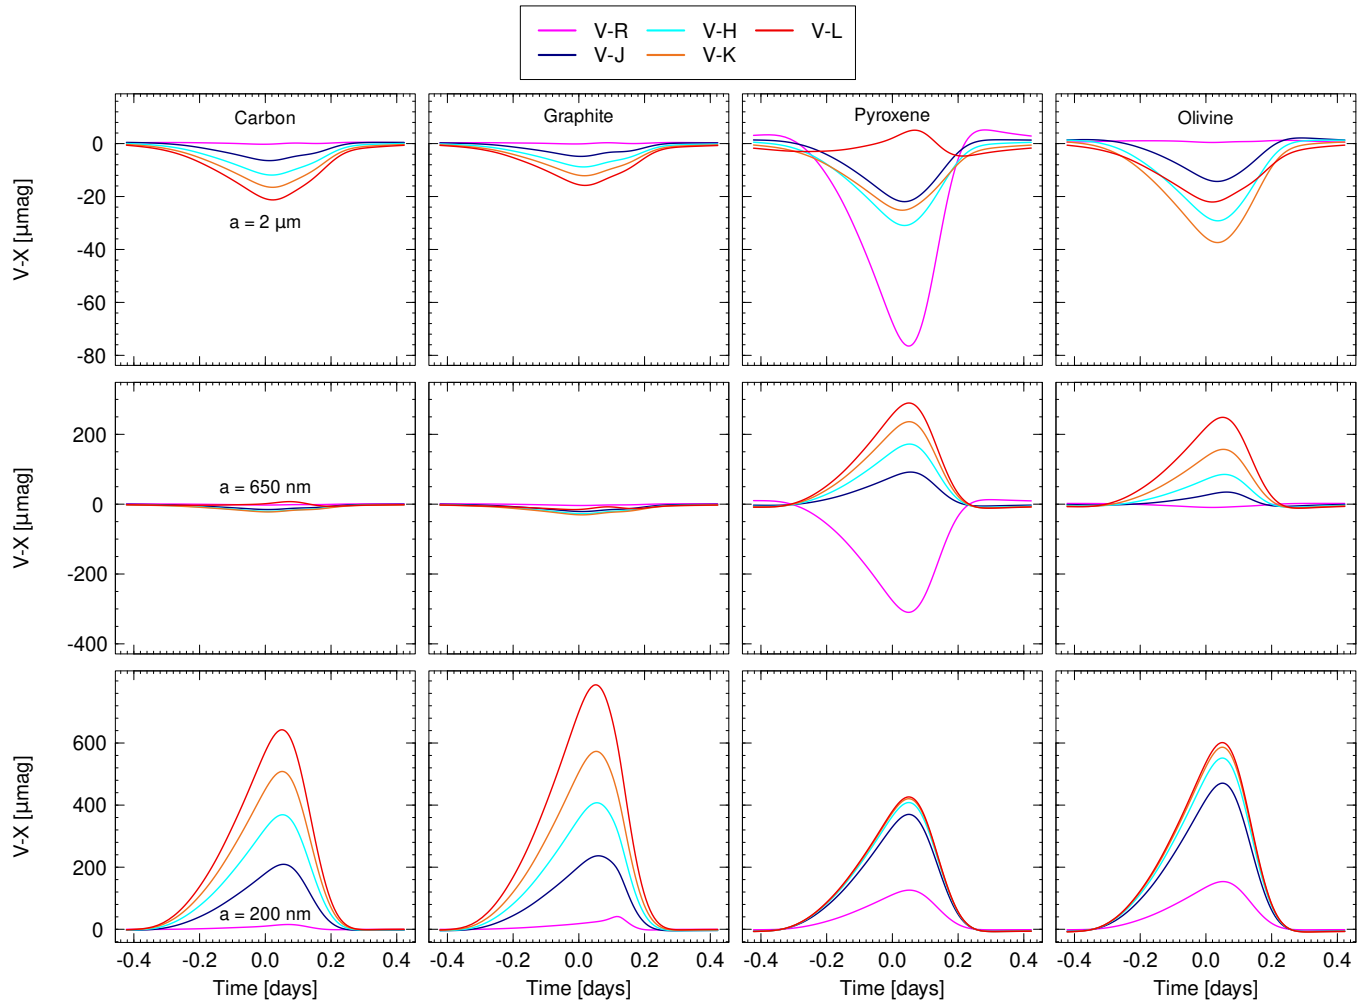 V-R V-H V-L
V-J V-K
Carbon Graphite Pyroxene Olivine
a = 2 µm
V-X [µmag]
0
-20
-40
-60
-80
a = 650 nm
V-X [µmag]
200
0
-200
-400
a = 200 nm
V-X [µmag]
600
400
200
0
-0.4 -0.2 0.0 0.2 0.4 -0.4 -0.2 0.0 0.2 0.4 -0.4 -0.2 0.0 0.2 0.4 -0.4 -0.2 0.0 0.2 0.4
Time [days] Time [days] Time [days] Time [days]